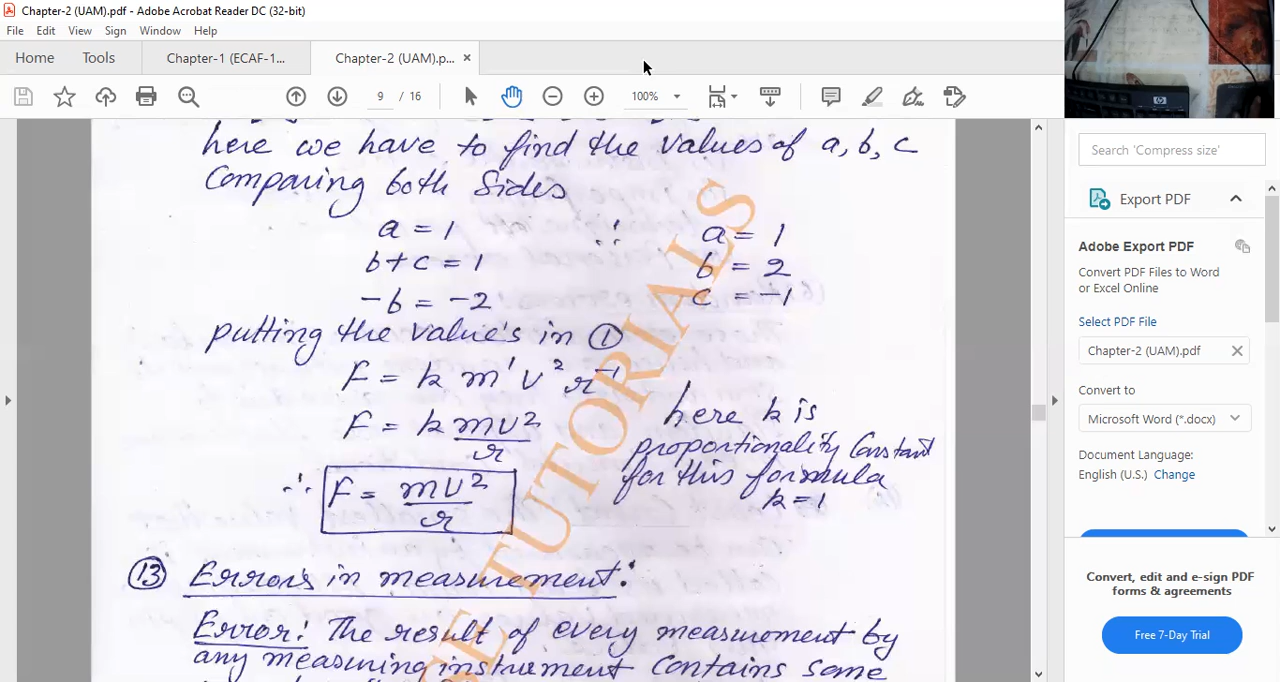 Chapter-2 (UAM).pdf - Adobe Acrobat Reader DC (32-bit)
File Edit View Sign Window Help
Home Tools Chapter-1 (ECAF-1... Chapter-2 (UAM).p... ×
9 / 16 100%
here we have to find the values of a, b, c
Comparing both Sides
a = 1 ∴ a = 1
b+c = 1 b = 2
-b = -2 c = -1
putting the value's in ①
F = k m¹ v² r⁻¹
F = k mv²/r
here k is
proportionality Constant
for this formula
k = 1
∴ F = mv²/r
⑬ Error's in measurement:
Error: The result of every measurement by
any measuring instrument contains some
E TUTORIALS
hp
Search 'Compress size'
Export PDF
Adobe Export PDF
Convert PDF Files to Word
or Excel Online
Select PDF File
Chapter-2 (UAM).pdf
Convert to
Microsoft Word (*.docx)
Document Language:
English (U.S.) Change
Convert, edit and e-sign PDF
forms & agreements
Free 7-Day Trial